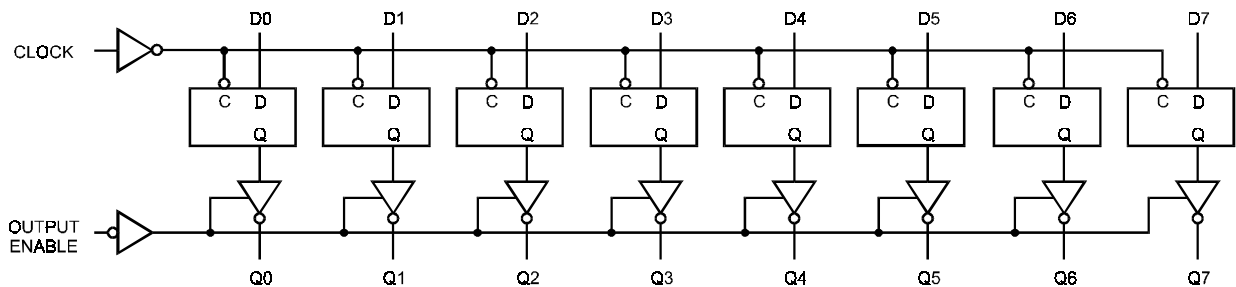 D0 D1 D2 D3 D4 D5 D6 D7
CLOCK
C D C D C D C D C D C D C D C D
Q Q Q Q Q Q Q Q
OUTPUT
ENABLE
Q0 Q1 Q2 Q3 Q4 Q5 Q6 Q7